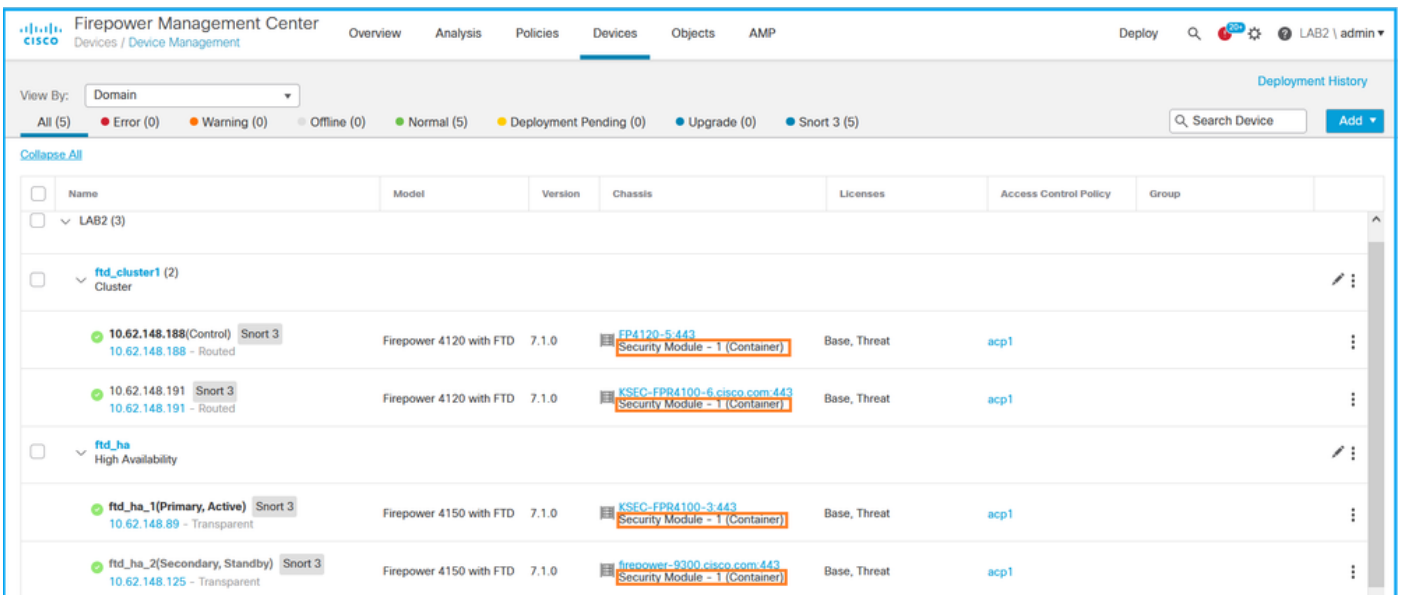 Firepower Management Center
CISCO Devices / Device Management
Overview Analysis Policies Devices Objects AMP
Deploy 20+ LAB2 \ admin
Deployment History
View By: Domain
All (5) Error (0) Warning (0) Offline (0) Normal (5) Deployment Pending (0) Upgrade (0) Snort 3 (5)
Search Device Add
Collapse All
Name Model Version Chassis Licenses Access Control Policy Group
LAB2 (3)
ftd_cluster1 (2)
Cluster
10.62.148.188(Control) Snort 3
10.62.148.188 - Routed
Firepower 4120 with FTD 7.1.0
FP4120-5:443
Security Module - 1 (Container)
Base, Threat acp1
10.62.148.191 Snort 3
10.62.148.191 - Routed
Firepower 4120 with FTD 7.1.0
KSEC-FPR4100-6.cisco.com:443
Security Module - 1 (Container)
Base, Threat acp1
ftd_ha
High Availability
ftd_ha_1(Primary, Active) Snort 3
10.62.148.89 - Transparent
Firepower 4150 with FTD 7.1.0
KSEC-FPR4100-3:443
Security Module - 1 (Container)
Base, Threat acp1
ftd_ha_2(Secondary, Standby) Snort 3
10.62.148.125 - Transparent
Firepower 4150 with FTD 7.1.0
firepower-9300.cisco.com:443
Security Module - 1 (Container)
Base, Threat acp1